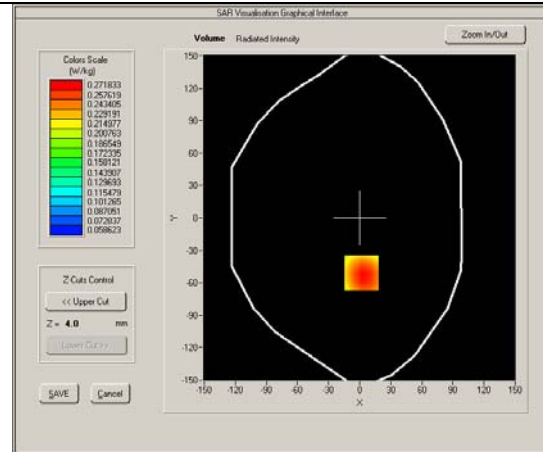 SAR Visualisation Graphical Interface
Volume Radiated Intensity
Zoom In/Out
Colors Scale
(W/kg)
0.271833
0.257619
0.243405
0.229191
0.214977
0.200763
0.186549
0.172335
0.158121
0.143907
0.129693
0.115479
0.101265
0.087051
0.072837
0.058623
150
120
90
60
30
0
-30
-60
-90
-120
-150
Y
-150 -120 -90 -60 -30 0 30 60 90 120 150
X
Z-Cuts Control
<< Upper Cut
Z = 4.0 mm
Lower Cut >>
SAVE Cancel